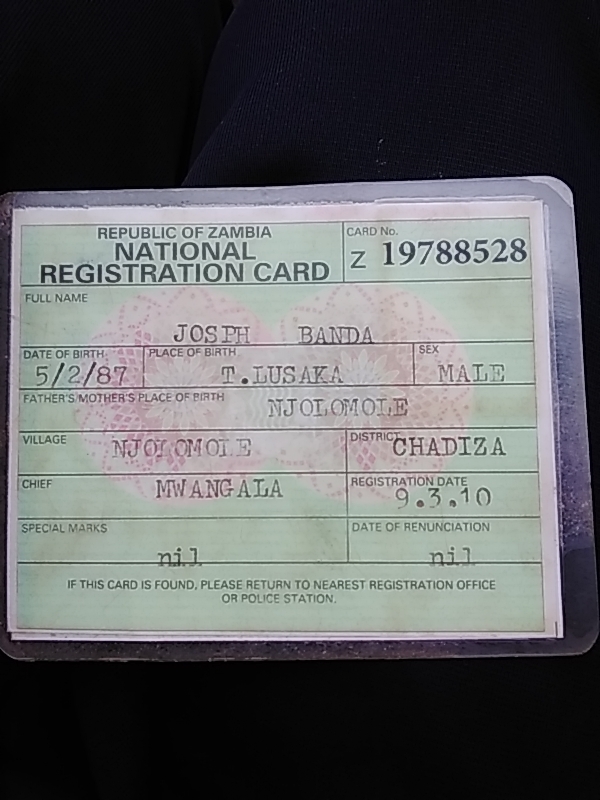 REPUBLIC OF ZAMBIA
NATIONAL
REGISTRATION CARD
CARD No.
Z 19788528
FULL NAME
JOSPH BANDA
DATE OF BIRTH
5/2/87
PLACE OF BIRTH
T.LUSAKA
SEX
MALE
FATHER'S/MOTHER'S PLACE OF BIRTH
NJOLOMOLE
VILLAGE
NJOLOMOLE
DISTRICT
CHADIZA
CHIEF
MWANGALA
REGISTRATION DATE
9.3.10
SPECIAL MARKS
nil
DATE OF RENUNCIATION
nil
IF THIS CARD IS FOUND, PLEASE RETURN TO NEAREST REGISTRATION OFFICE
OR POLICE STATION.